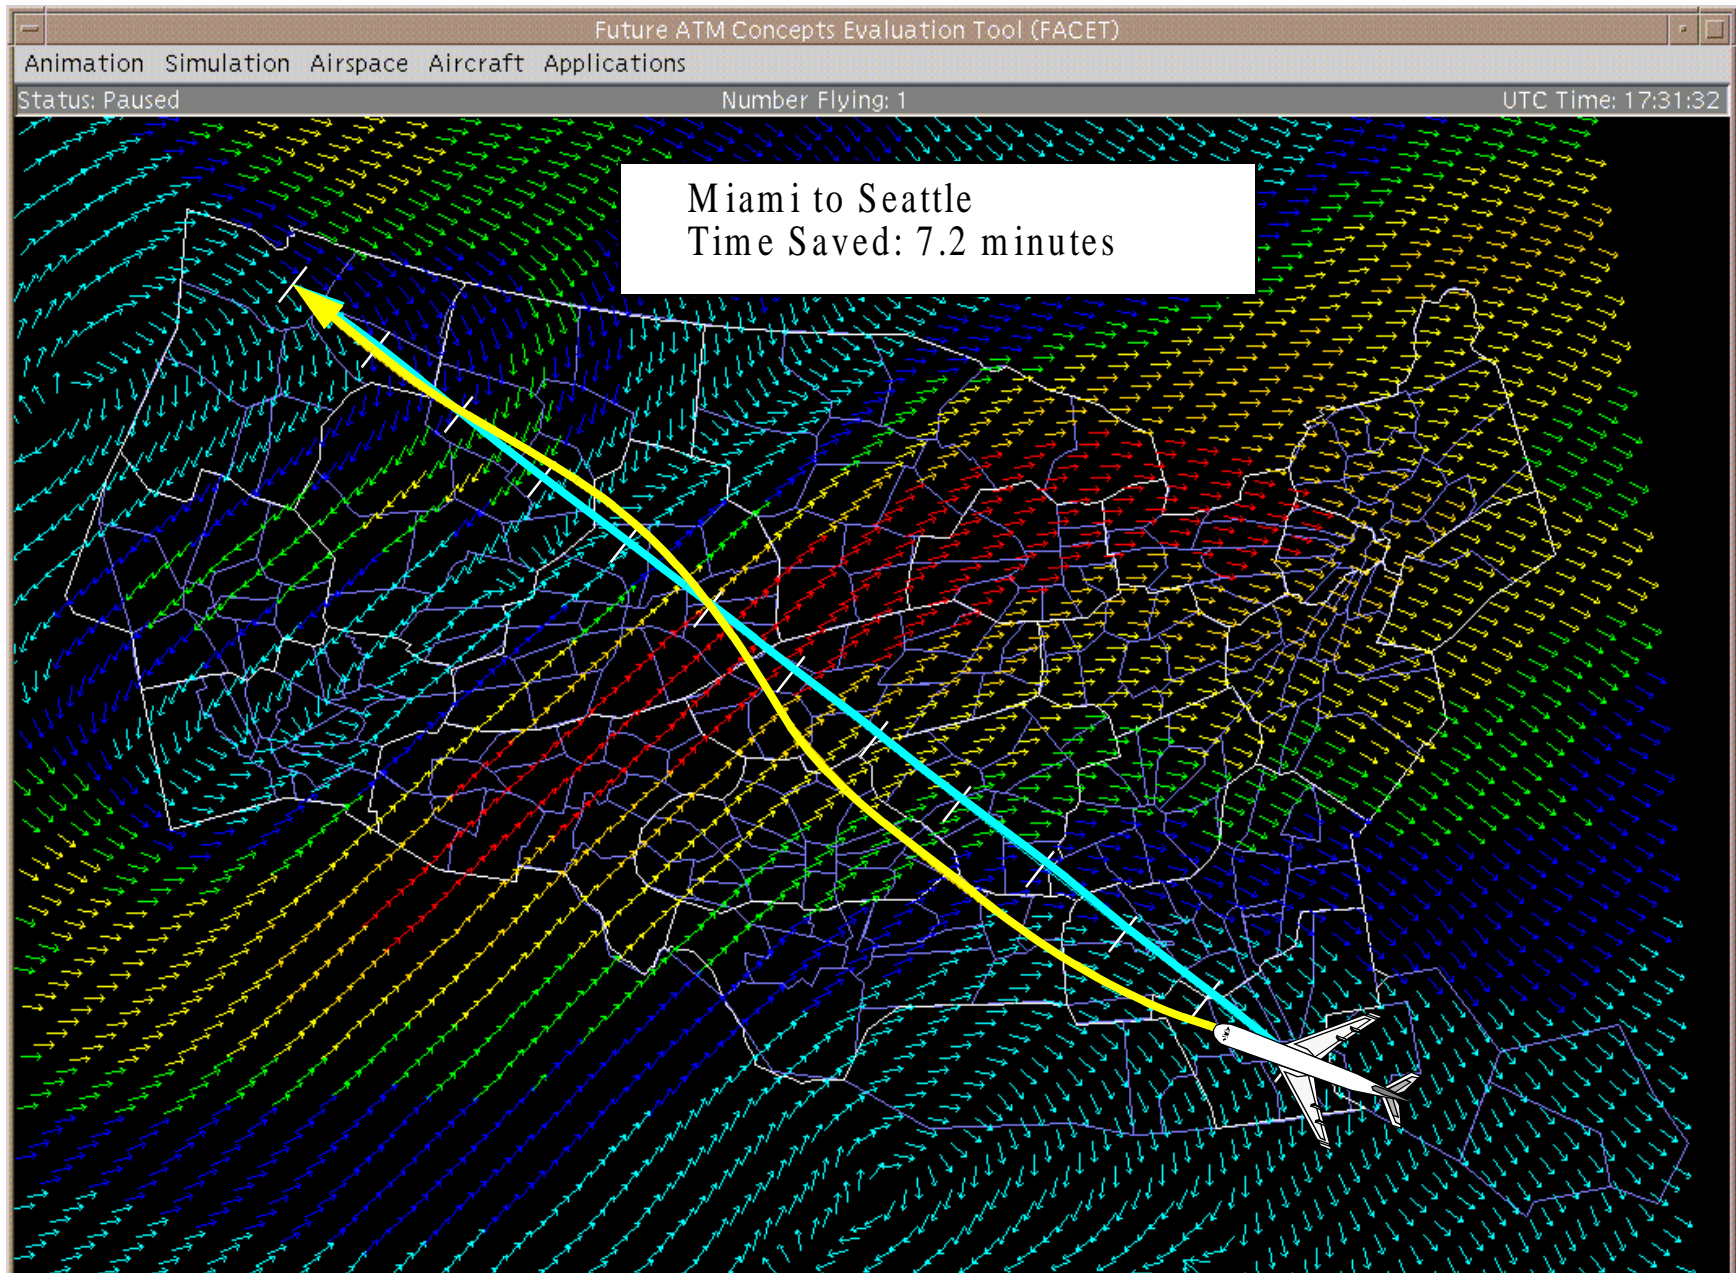 Future ATM Concepts Evaluation Tool (FACET)
Animation Simulation Airspace Aircraft Applications
Status: Paused Number Flying: 1 UTC Time: 17:31:32
Miami to Seattle
Time Saved: 7.2 minutes